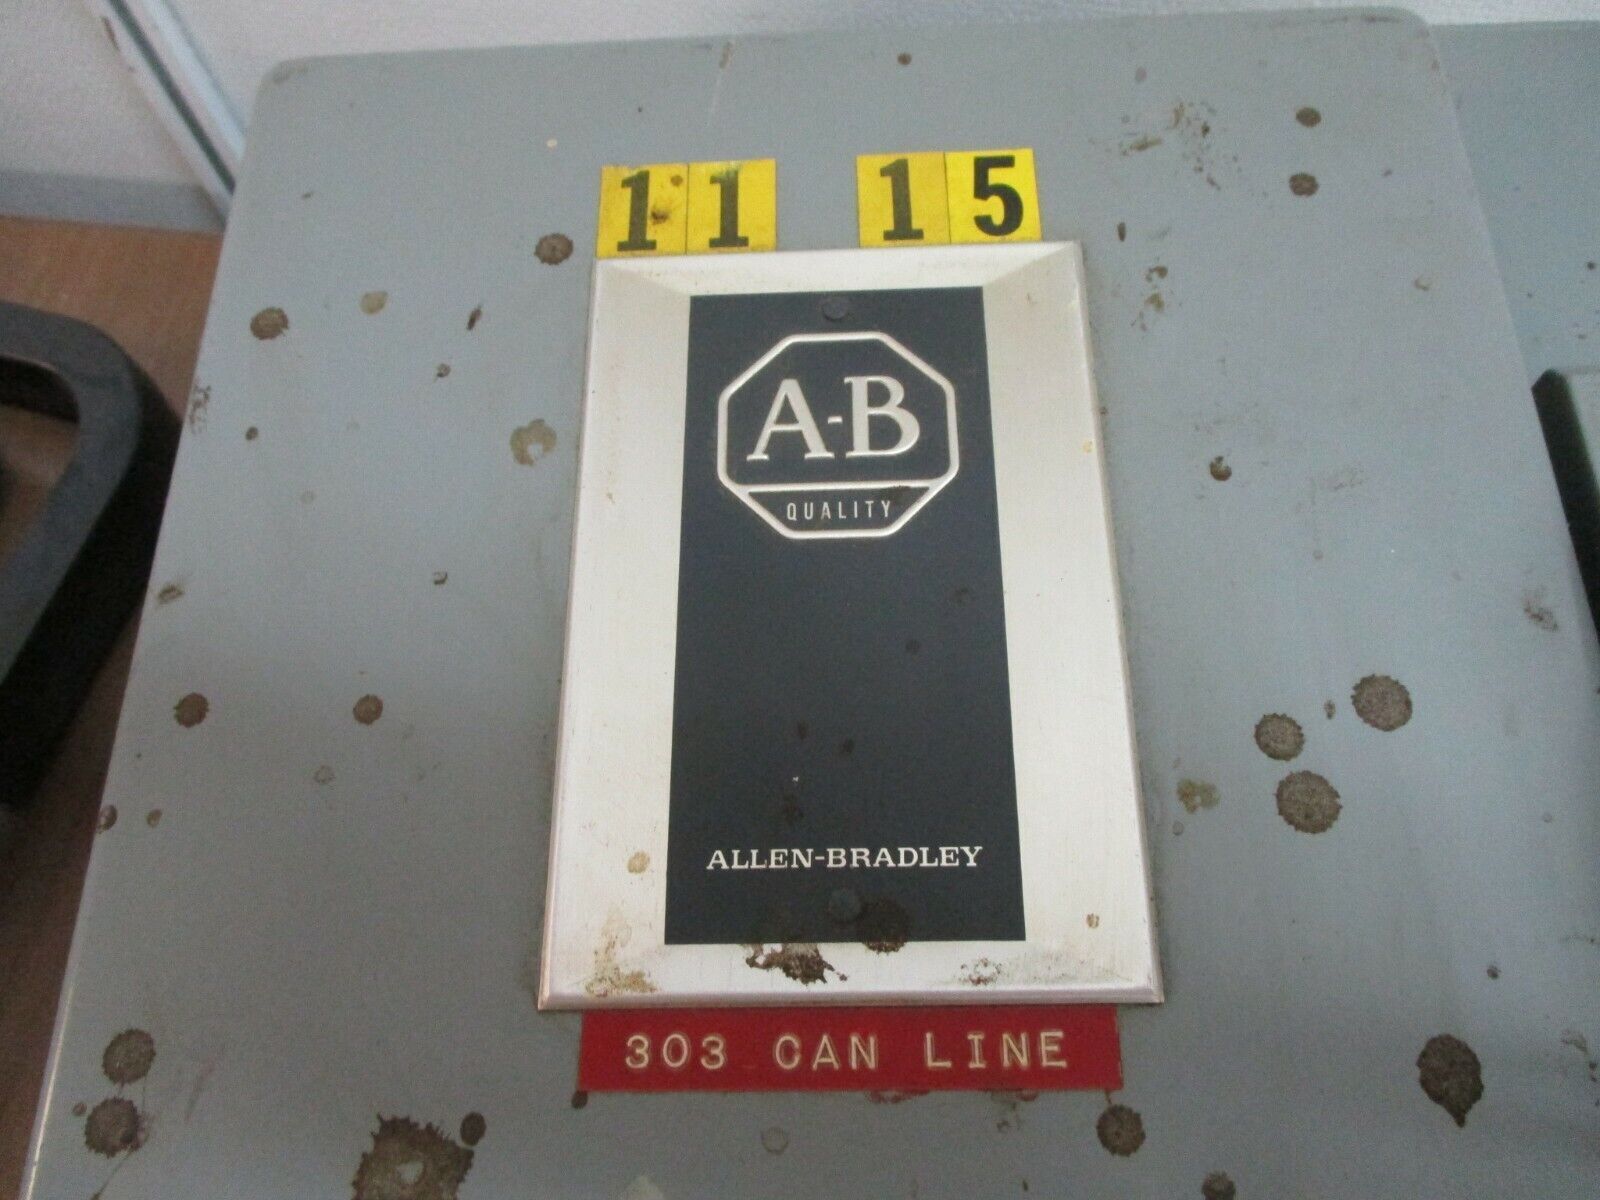 11 15
A-B
QUALITY
ALLEN-BRADLEY
303 CAN LINE